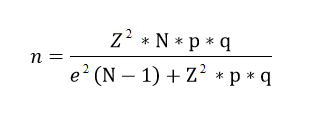 n = Z² * N * p * q / e² (N − 1) + Z² * p * q